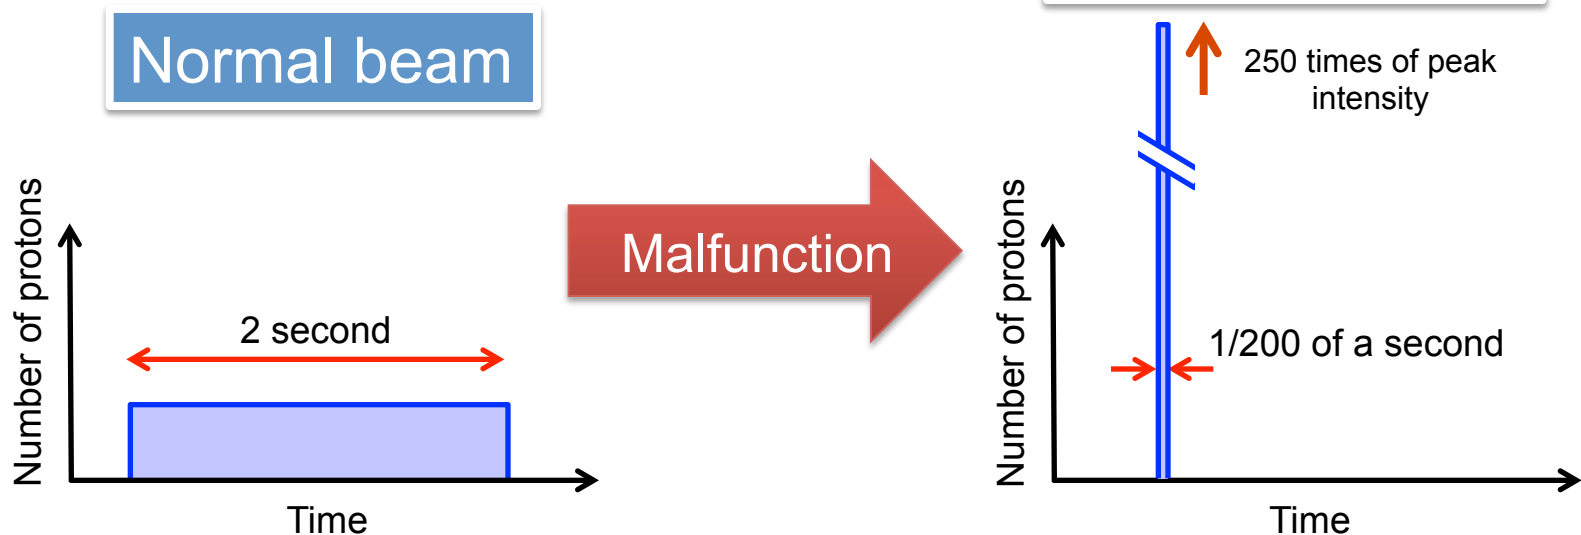 Normal beam
250 times of peak
intensity
Number of protons
2 second
Time
Malfunction
Number of protons
1/200 of a second
Time